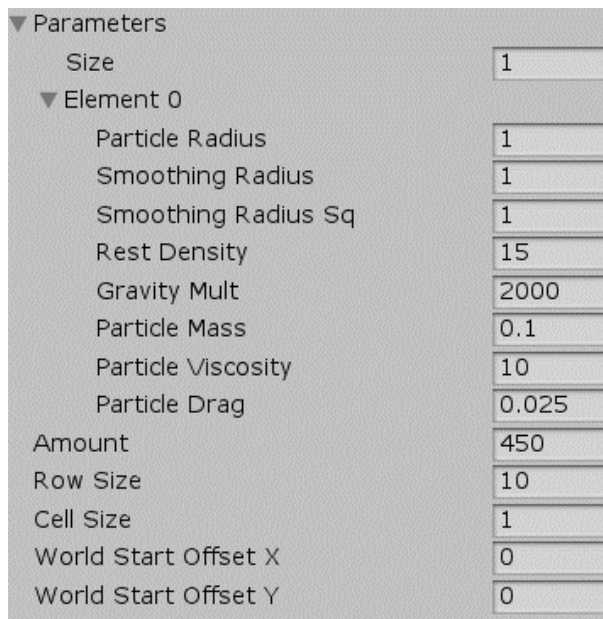 Parameters
Size 1
Element 0
Particle Radius 1
Smoothing Radius 1
Smoothing Radius Sq 1
Rest Density 15
Gravity Mult 2000
Particle Mass 0.1
Particle Viscosity 10
Particle Drag 0.025
Amount 450
Row Size 10
Cell Size 1
World Start Offset X 0
World Start Offset Y 0